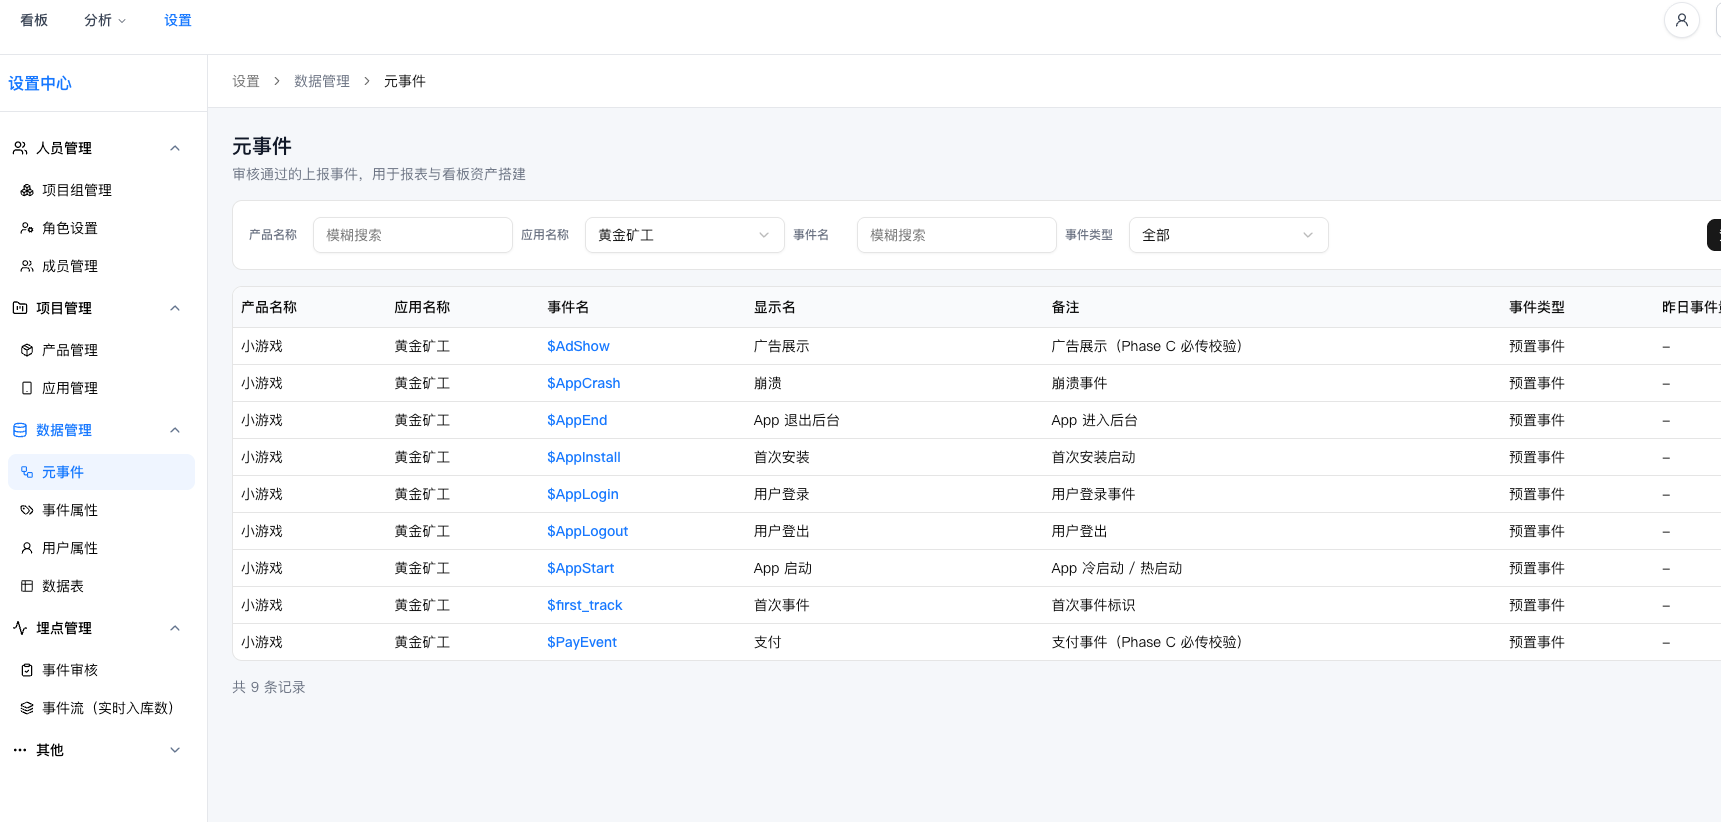 看板 分析 设置
设置中心
设置 > 数据管理 > 元事件
人员管理
项目组管理
角色设置
成员管理
项目管理
产品管理
应用管理
数据管理
元事件
事件属性
用户属性
数据表
埋点管理
事件审核
事件流（实时入库数）
其他
元事件
审核通过的上报事件，用于报表与看板资产搭建
产品名称 模糊搜索 应用名称 黄金矿工 事件名 模糊搜索 事件类型 全部
产品名称 应用名称 事件名 显示名 备注 事件类型 昨日事件
小游戏 黄金矿工 $AdShow 广告展示 广告展示（Phase C 必传校验） 预置事件 –
小游戏 黄金矿工 $AppCrash 崩溃 崩溃事件 预置事件 –
小游戏 黄金矿工 $AppEnd App 退出后台 App 进入后台 预置事件 –
小游戏 黄金矿工 $AppInstall 首次安装 首次安装启动 预置事件 –
小游戏 黄金矿工 $AppLogin 用户登录 用户登录事件 预置事件 –
小游戏 黄金矿工 $AppLogout 用户登出 用户登出 预置事件 –
小游戏 黄金矿工 $AppStart App 启动 App 冷启动 / 热启动 预置事件 –
小游戏 黄金矿工 $first_track 首次事件 首次事件标识 预置事件 –
小游戏 黄金矿工 $PayEvent 支付 支付事件（Phase C 必传校验） 预置事件 –
共 9 条记录